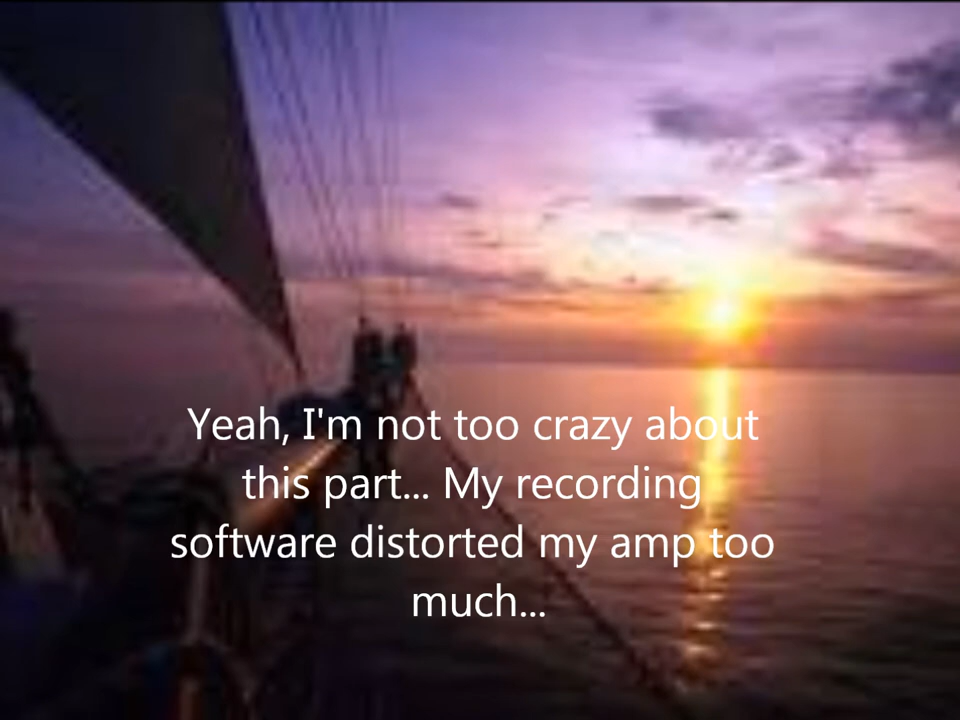 Yeah, I'm not too crazy about
this part... My recording
software distorted my amp too
much...